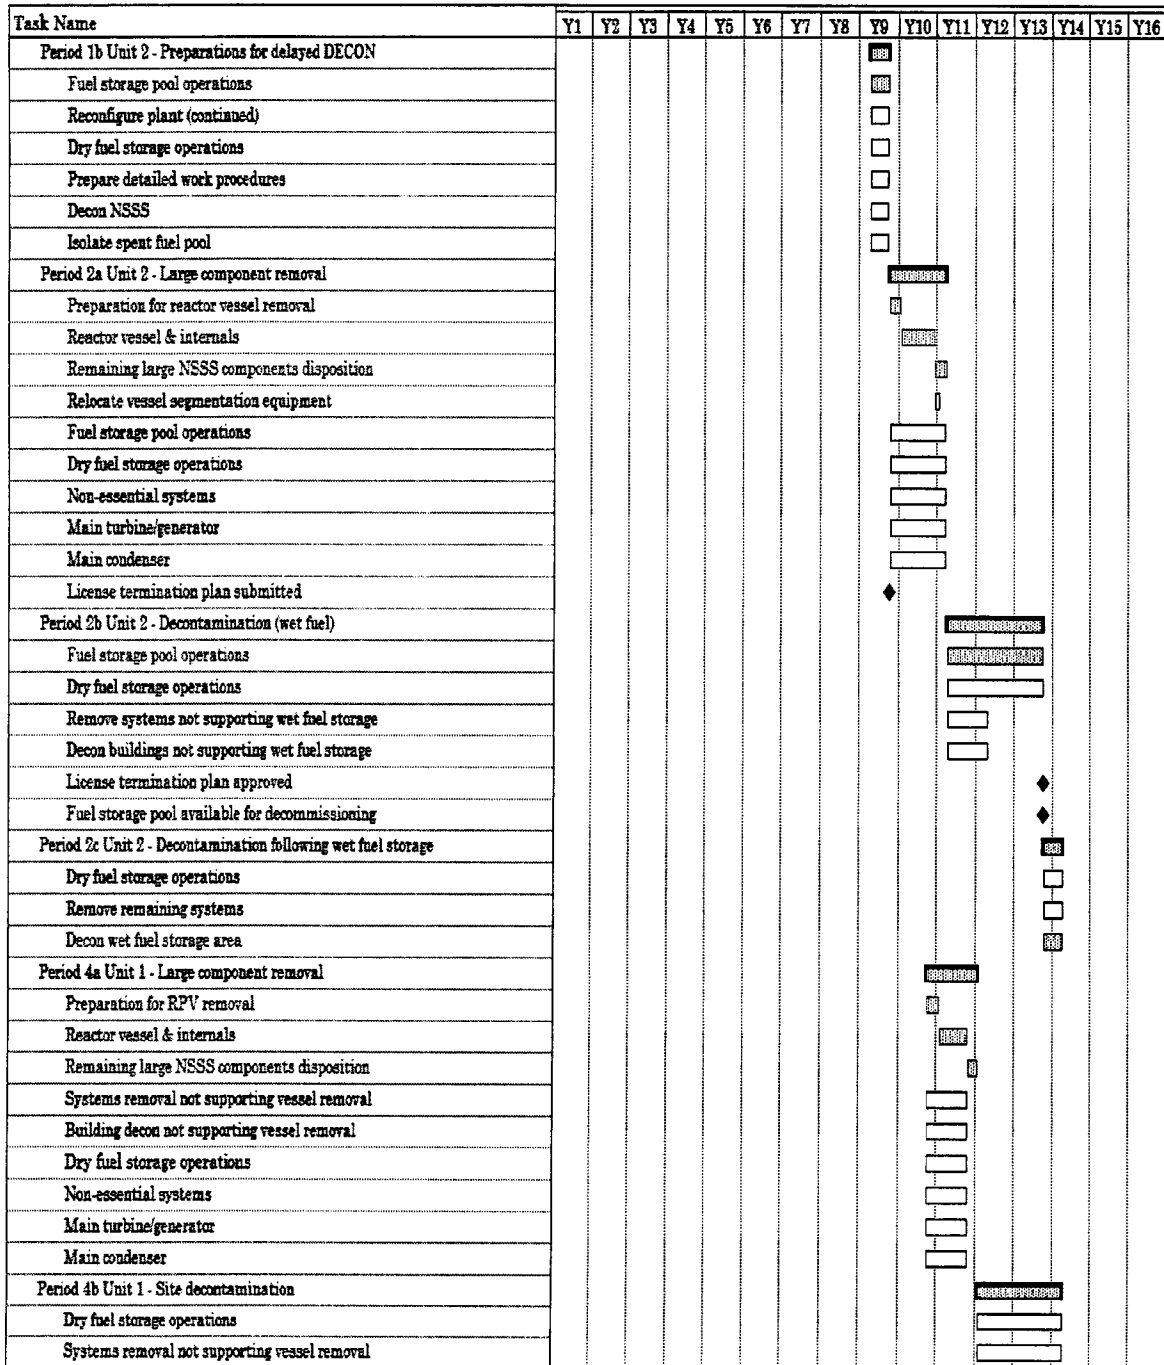 Task Name Y1 Y2 Y3 Y4 Y5 Y6 Y7 Y8 Y9 Y10 Y11 Y12 Y13 Y14 Y15 Y16
Period 1b Unit 2 - Preparations for delayed DECON
Fuel storage pool operations
Reconfigure plant (continued)
Dry fuel storage operations
Prepare detailed work procedures
Decon NSSS
Isolate spent fuel pool
Period 2a Unit 2 - Large component removal
Preparation for reactor vessel removal
Reactor vessel & internals
Remaining large NSSS components disposition
Relocate vessel segmentation equipment
Fuel storage pool operations
Dry fuel storage operations
Non-essential systems
Main turbine/generator
Main condenser
License termination plan submitted
Period 2b Unit 2 - Decontamination (wet fuel)
Fuel storage pool operations
Dry fuel storage operations
Remove systems not supporting wet fuel storage
Decon buildings not supporting wet fuel storage
License termination plan approved
Fuel storage pool available for decommissioning
Period 2c Unit 2 - Decontamination following wet fuel storage
Dry fuel storage operations
Remove remaining systems
Decon wet fuel storage area
Period 4a Unit 1 - Large component removal
Preparation for RPV removal
Reactor vessel & internals
Remaining large NSSS components disposition
Systems removal not supporting vessel removal
Building decon not supporting vessel removal
Dry fuel storage operations
Non-essential systems
Main turbine/generator
Main condenser
Period 4b Unit 1 - Site decontamination
Dry fuel storage operations
Systems removal not supporting vessel removal